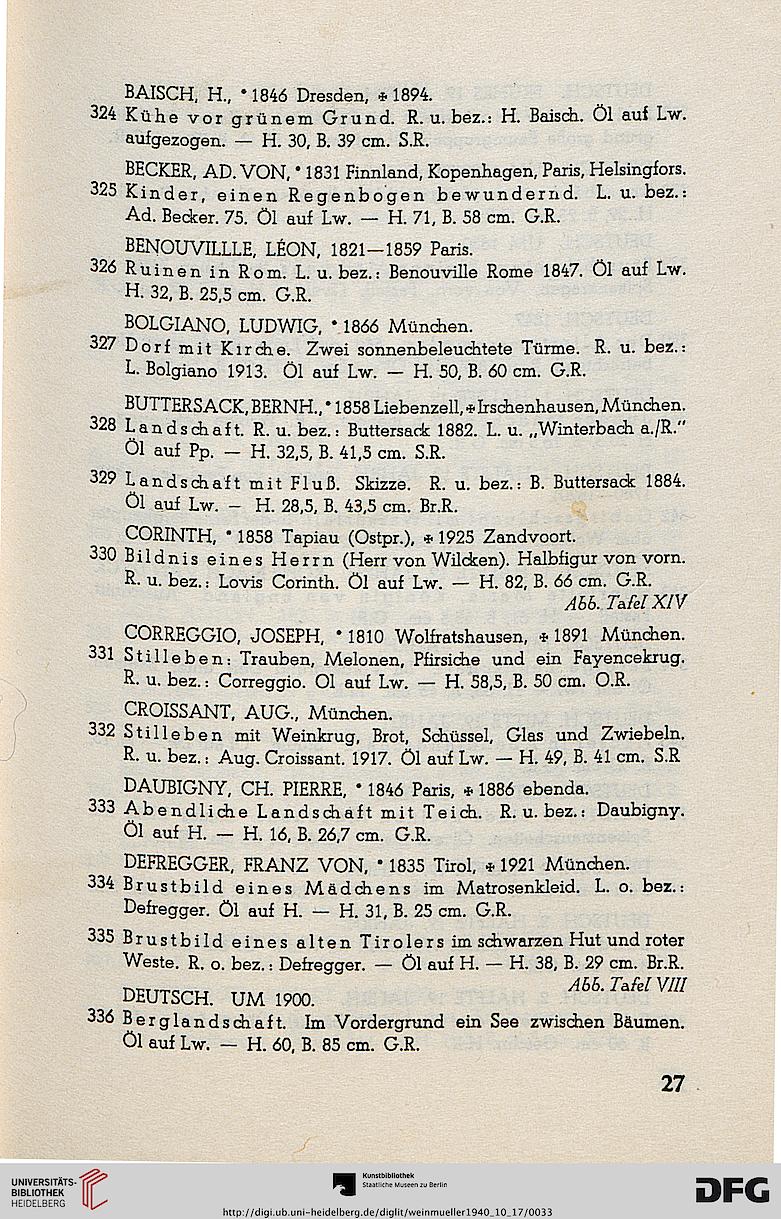 BAISCH, H., * 1846 Dresden, ✠ 1894.
324 Kühe vor grünem Grund. R. u. bez.: H. Baisch. Öl auf Lw.
aufgezogen. — H. 30, B. 39 cm. S.R.
BECKER, AD. VON, * 1831 Finnland, Kopenhagen, Paris, Helsingfors.
325 Kinder, einen Regenbogen bewundernd. L. u. bez.:
Ad. Becker. 75. Öl auf Lw. — H. 71, B. 58 cm. G.R.
BENOUVILLLE, LÉON, 1821—1859 Paris.
326 Ruinen in Rom. L. u. bez.: Benouville Rome 1847. Öl auf Lw.
H. 32, B. 25,5 cm. G.R.
BOLGIANO, LUDWIG, * 1866 München.
327 Dorf mit Kirche. Zwei sonnenbeleuchtete Türme. R. u. bez.:
L. Bolgiano 1913. Öl auf Lw. — H. 50, B. 60 cm. G.R.
BUTTERSACK, BERNH., * 1858 Liebenzell, ✠ Irschenhausen, München.
328 Landschaft. R. u. bez.: Buttersack 1882. L. u. „Winterbach a./R."
Öl auf Pp. — H. 32,5, B. 41,5 cm. S.R.
329 Landschaft mit Fluß. Skizze. R. u. bez.: B. Buttersack 1884.
Öl auf Lw. – H. 28,5, B. 43,5 cm. Br.R.
CORINTH, * 1858 Tapiau (Ostpr.), ✠ 1925 Zandvoort.
330 Bildnis eines Herrn (Herr von Wilcken). Halbfigur von vorn.
R. u. bez.: Lovis Corinth. Öl auf Lw. — H. 82, B. 66 cm. G.R.
Abb. Tafel XIV
CORREGGIO, JOSEPH, * 1810 Wolfratshausen, ✠ 1891 München.
331 Stilleben: Trauben, Melonen, Pfirsiche und ein Fayencekrug.
R. u. bez.: Correggio. Ol auf Lw. — H. 58,5, B. 50 cm. O.R.
CROISSANT, AUG., München.
332 Stilleben mit Weinkrug, Brot, Schüssel, Glas und Zwiebeln.
R. u. bez.: Aug. Croissant. 1917. Öl auf Lw. — H. 49, B. 41 cm. S.R
DAUBIGNY, CH. PIERRE, * 1846 Paris, ✠ 1886 ebenda.
333 Abendliche Landschaft mit Teich. R. u. bez.: Daubigny.
Öl auf H. — H. 16, B. 26,7 cm. G.R.
DEFREGGER, FRANZ VON, * 1835 Tirol, ✠ 1921 München.
334 Brustbild eines Mädchens im Matrosenkleid. L. o. bez.:
Defregger. Öl auf H. — H. 31, B. 25 cm. G.R.
335 Brustbild eines alten Tirolers im schwarzen Hut und roter
Weste. R. o. bez.: Defregger. — Öl auf H. — H. 38, B. 29 cm. Br.R.
Abb. Tafel VIII
DEUTSCH. UM 1900.
336 Berglandschaft. Im Vordergrund ein See zwischen Bäumen.
Öl auf Lw. — H. 60, B. 85 cm. G.R.
27
UNIVERSITÄTS-
BIBLIOTHEK
HEIDELBERG
Kunstbibliothek
Staatliche Museen zu Berlin
DFG
http://digi.ub.uni-heidelberg.de/diglit/weinmueller1940_10_17/0033